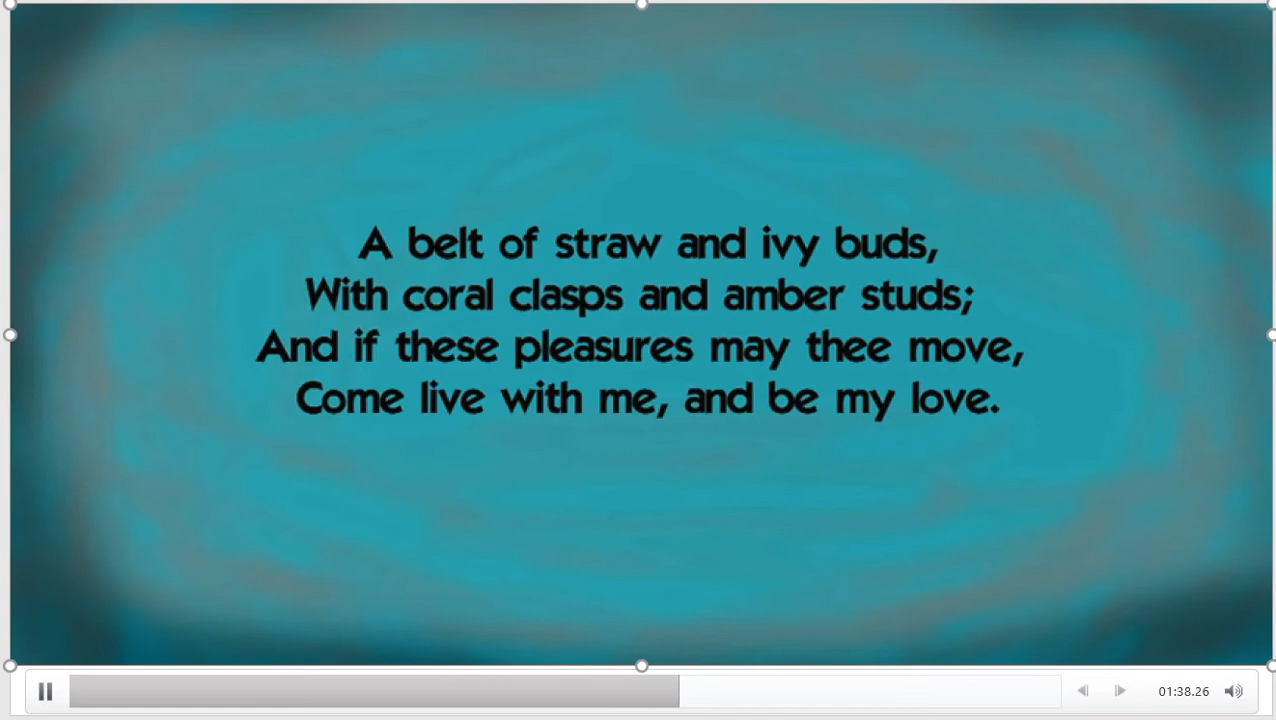 A belt of straw and ivy buds,
With coral clasps and amber studs;
And if these pleasures may thee move,
Come live with me, and be my love.
01:38.26